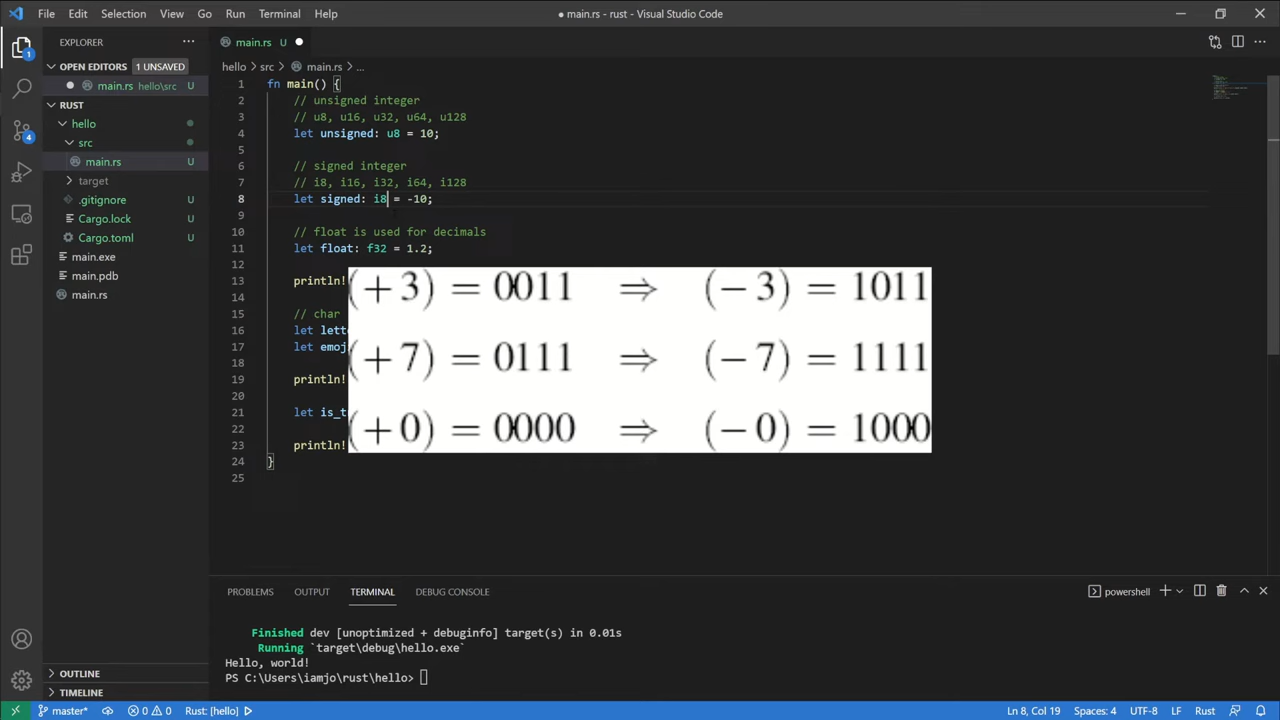 File Edit Selection View Go Run Terminal Help
● main.rs - rust - Visual Studio Code
EXPLORER
OPEN EDITORS 1 UNSAVED
main.rs hello\src U
RUST
hello
src
main.rs U
target
.gitignore U
Cargo.lock U
Cargo.toml U
main.exe
main.pdb
main.rs U
OUTLINE
TIMELINE
main.rs U
hello > src > main.rs > ...
1 fn main() {
2 // unsigned integer
3 // u8, u16, u32, u64, u128
4 let unsigned: u8 = 10;
5
6 // signed integer
7 // i8, i16, i32, i64, i128
8 let signed: i8 = -10;
9
10 // float is used for decimals
11 let float: f32 = 1.2;
12
13 println!
14
15 // char
16 let lett
17 let emoj
18
19 println!
20
21 let is_t
22
23 println!
24 }
25
(+3) = 0011 ⇒ (−3) = 1011
(+7) = 0111 ⇒ (−7) = 1111
(+0) = 0000 ⇒ (−0) = 1000
PROBLEMS OUTPUT TERMINAL DEBUG CONSOLE
powershell
Finished dev [unoptimized + debuginfo] target(s) in 0.01s
Running `target\debug\hello.exe`
Hello, world!
PS C:\Users\iamjo\rust\hello>
master* 0 0 Rust: [hello] Ln 8, Col 19 Spaces: 4 UTF-8 LF Rust
1
4